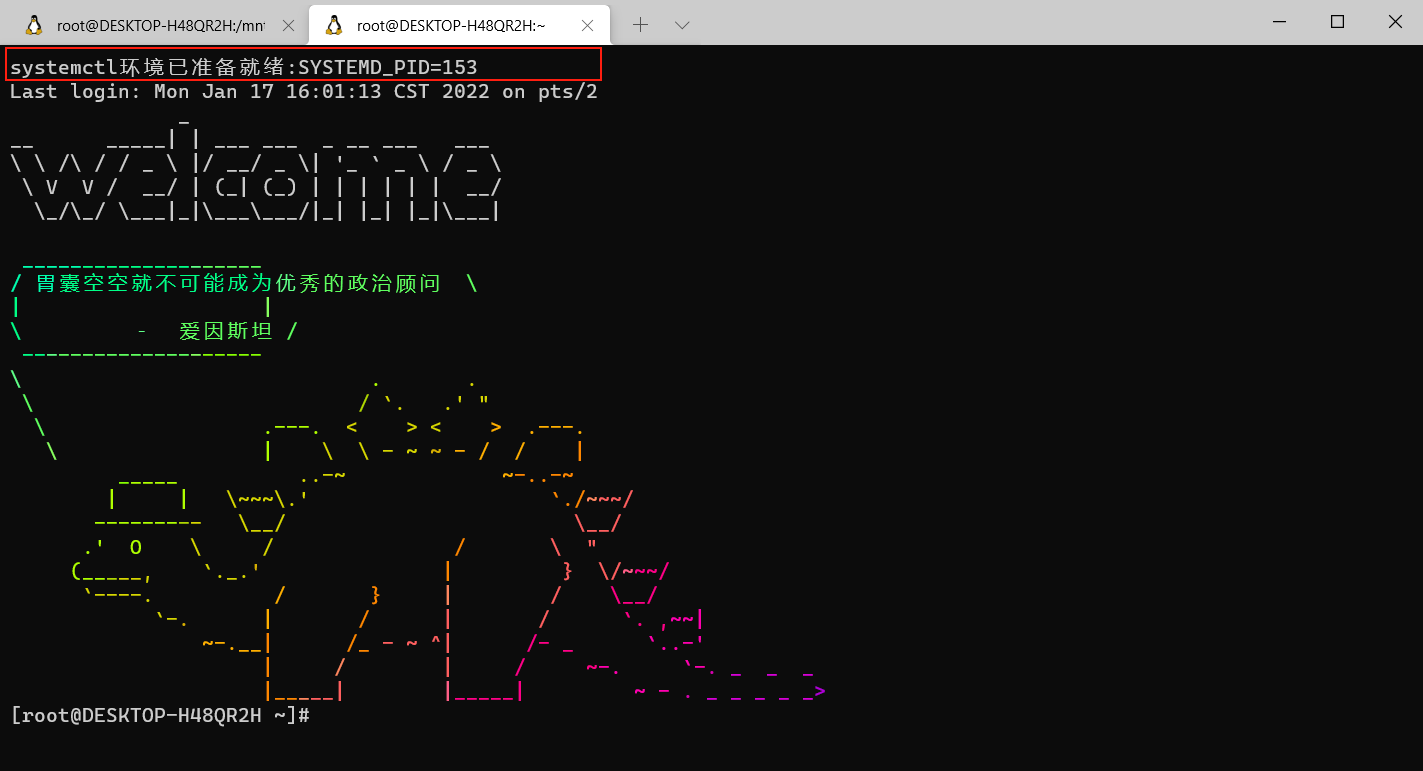 root@DESKTOP-H48QR2H:/mnt
root@DESKTOP-H48QR2H:~
systemctl环境已准备就绪:SYSTEMD_PID=153
Last login: Mon Jan 17 16:01:13 CST 2022 on pts/2
welcome
胃囊空空就不可能成为优秀的政治顾问
- 爱因斯坦
[root@DESKTOP-H48QR2H ~]#